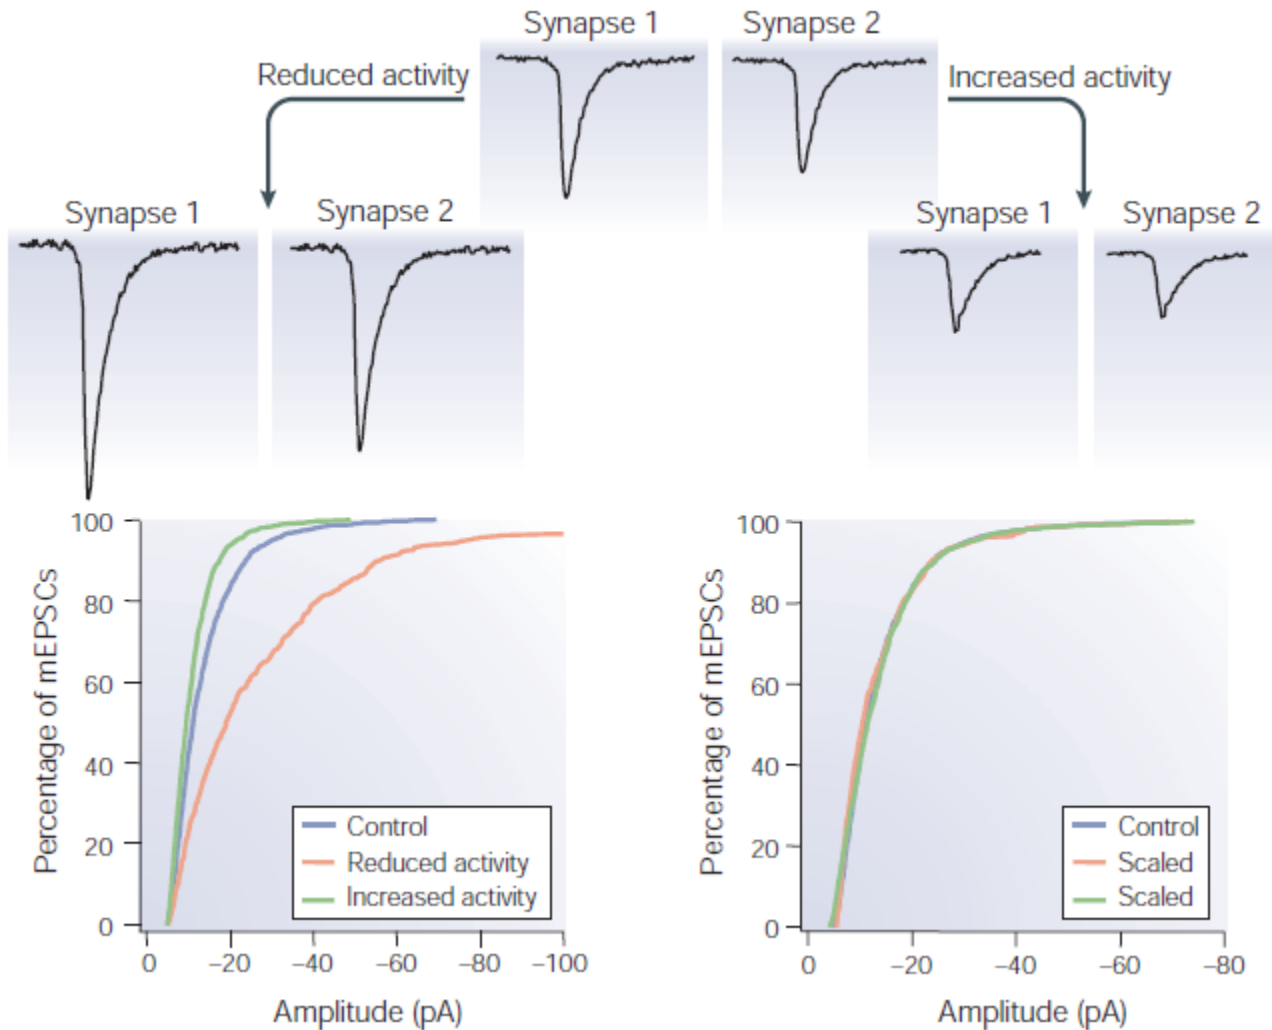 Synapse 1
Synapse 2
Reduced activity
Increased activity
Synapse 1
Synapse 2
Synapse 1
Synapse 2
Percentage of mEPSCs
100
80
60
40
20
0
Control
Reduced activity
Increased activity
0 –20 –40 –60 –80 –100
Amplitude (pA)
Percentage of mEPSCs
100
80
60
40
20
0
Control
Scaled
Scaled
0 –20 –40 –60 –80
Amplitude (pA)